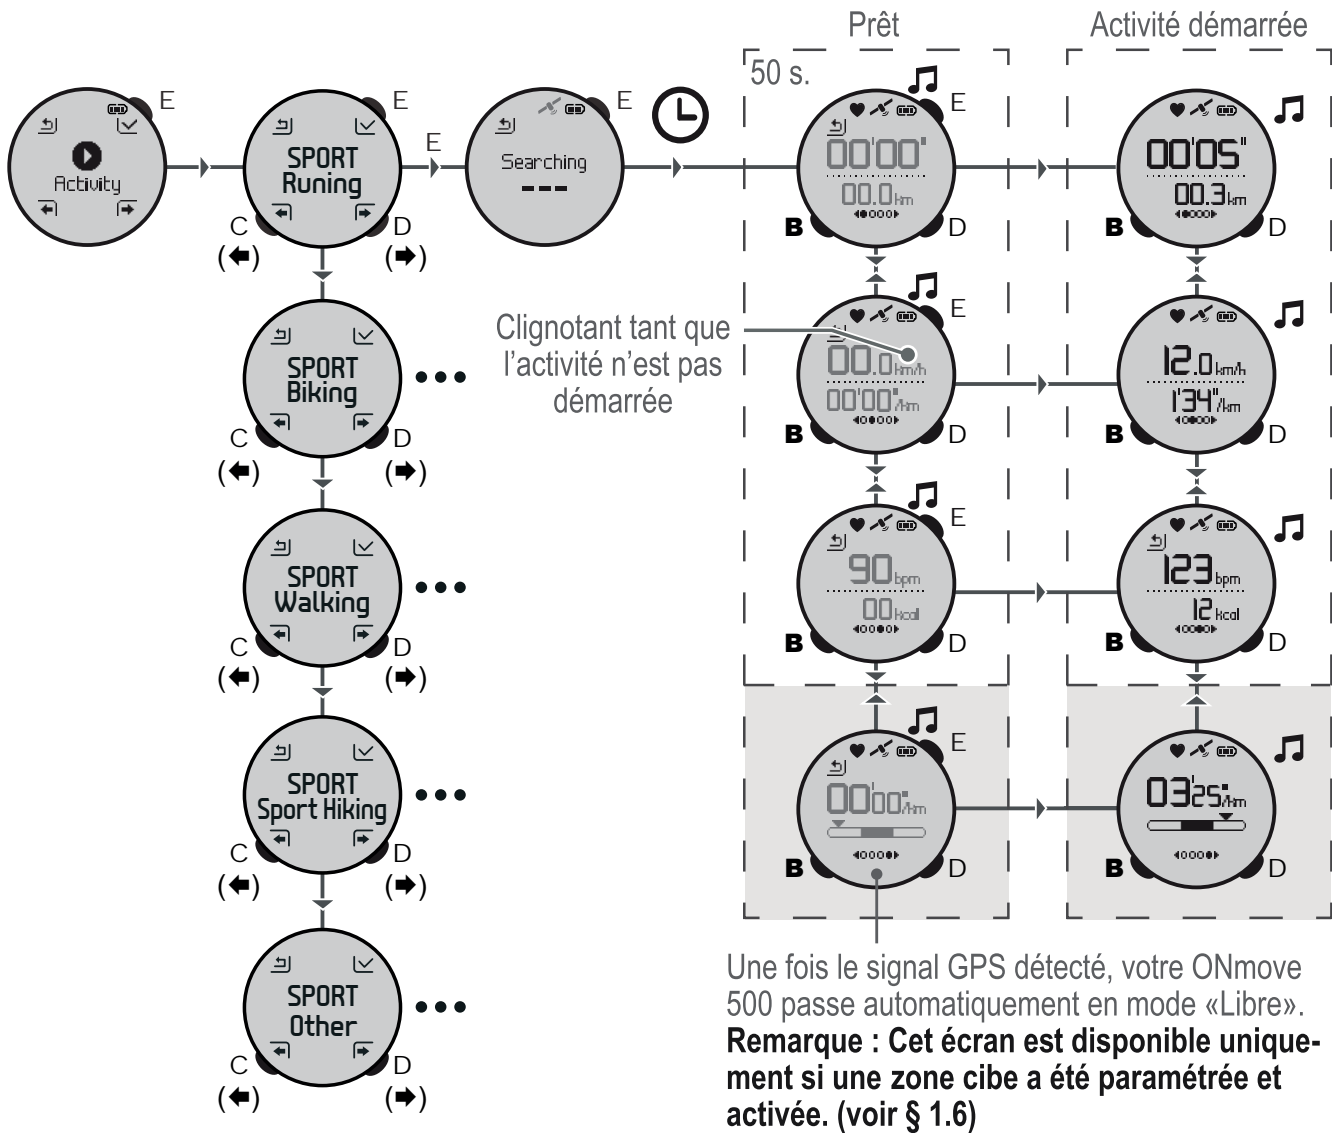 Prêt
Activité démarrée
50 s.
E
Activity
E
SPORT
Runing
C
(🡄)
D
(🡆)
E
E
Searching
---
E
00'00"
00.0km
B
D
00'05"
00.3km
B
D
SPORT
Biking
C
(🡄)
D
(🡆)
•••
Clignotant tant que
l'activité n'est pas
démarrée
E
00.0km/h
00'00"/km
B
D
12.0km/h
1'34"/km
B
D
SPORT
Walking
C
(🡄)
D
(🡆)
•••
E
90bpm
00kcal
B
D
123bpm
12kcal
B
D
SPORT
Sport Hiking
C
(🡄)
D
(🡆)
•••
E
00'00"/km
B
D
03'25"/km
B
D
SPORT
Other
C
(🡄)
D
(🡆)
•••
Une fois le signal GPS détecté, votre ONmove
500 passe automatiquement en mode «Libre».
Remarque : Cet écran est disponible unique-
ment si une zone cibe a été paramétrée et
activée. (voir § 1.6)